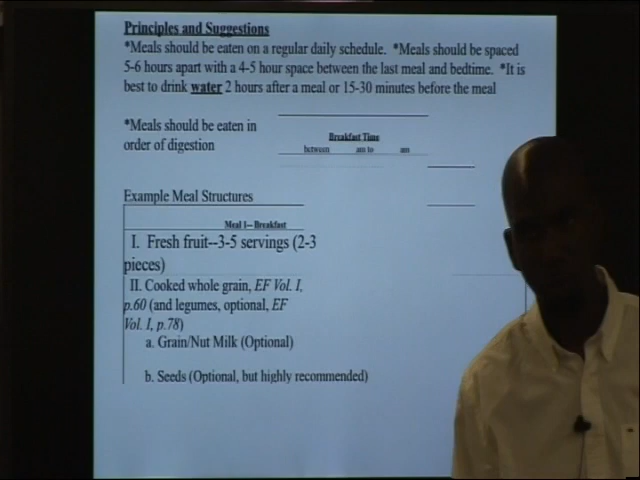 Principles and Suggestions
*Meals should be eaten on a regular daily schedule.  *Meals should be spaced
5-6 hours apart with a 4-5 hour space between the last meal and bedtime.  *It is
best to drink water 2 hours after a meal or 15-30 minutes before the meal
*Meals should be eaten in
order of digestion
Breakfast Time
between am to am
Example Meal Structures
Meal 1-- Breakfast
I.  Fresh fruit--3-5 servings (2-3
pieces)
II. Cooked whole grain, EF Vol. I,
p.60 (and legumes, optional, EF
Vol. I, p.78)
a. Grain/Nut Milk (Optional)
b. Seeds (Optional, but highly recommended)